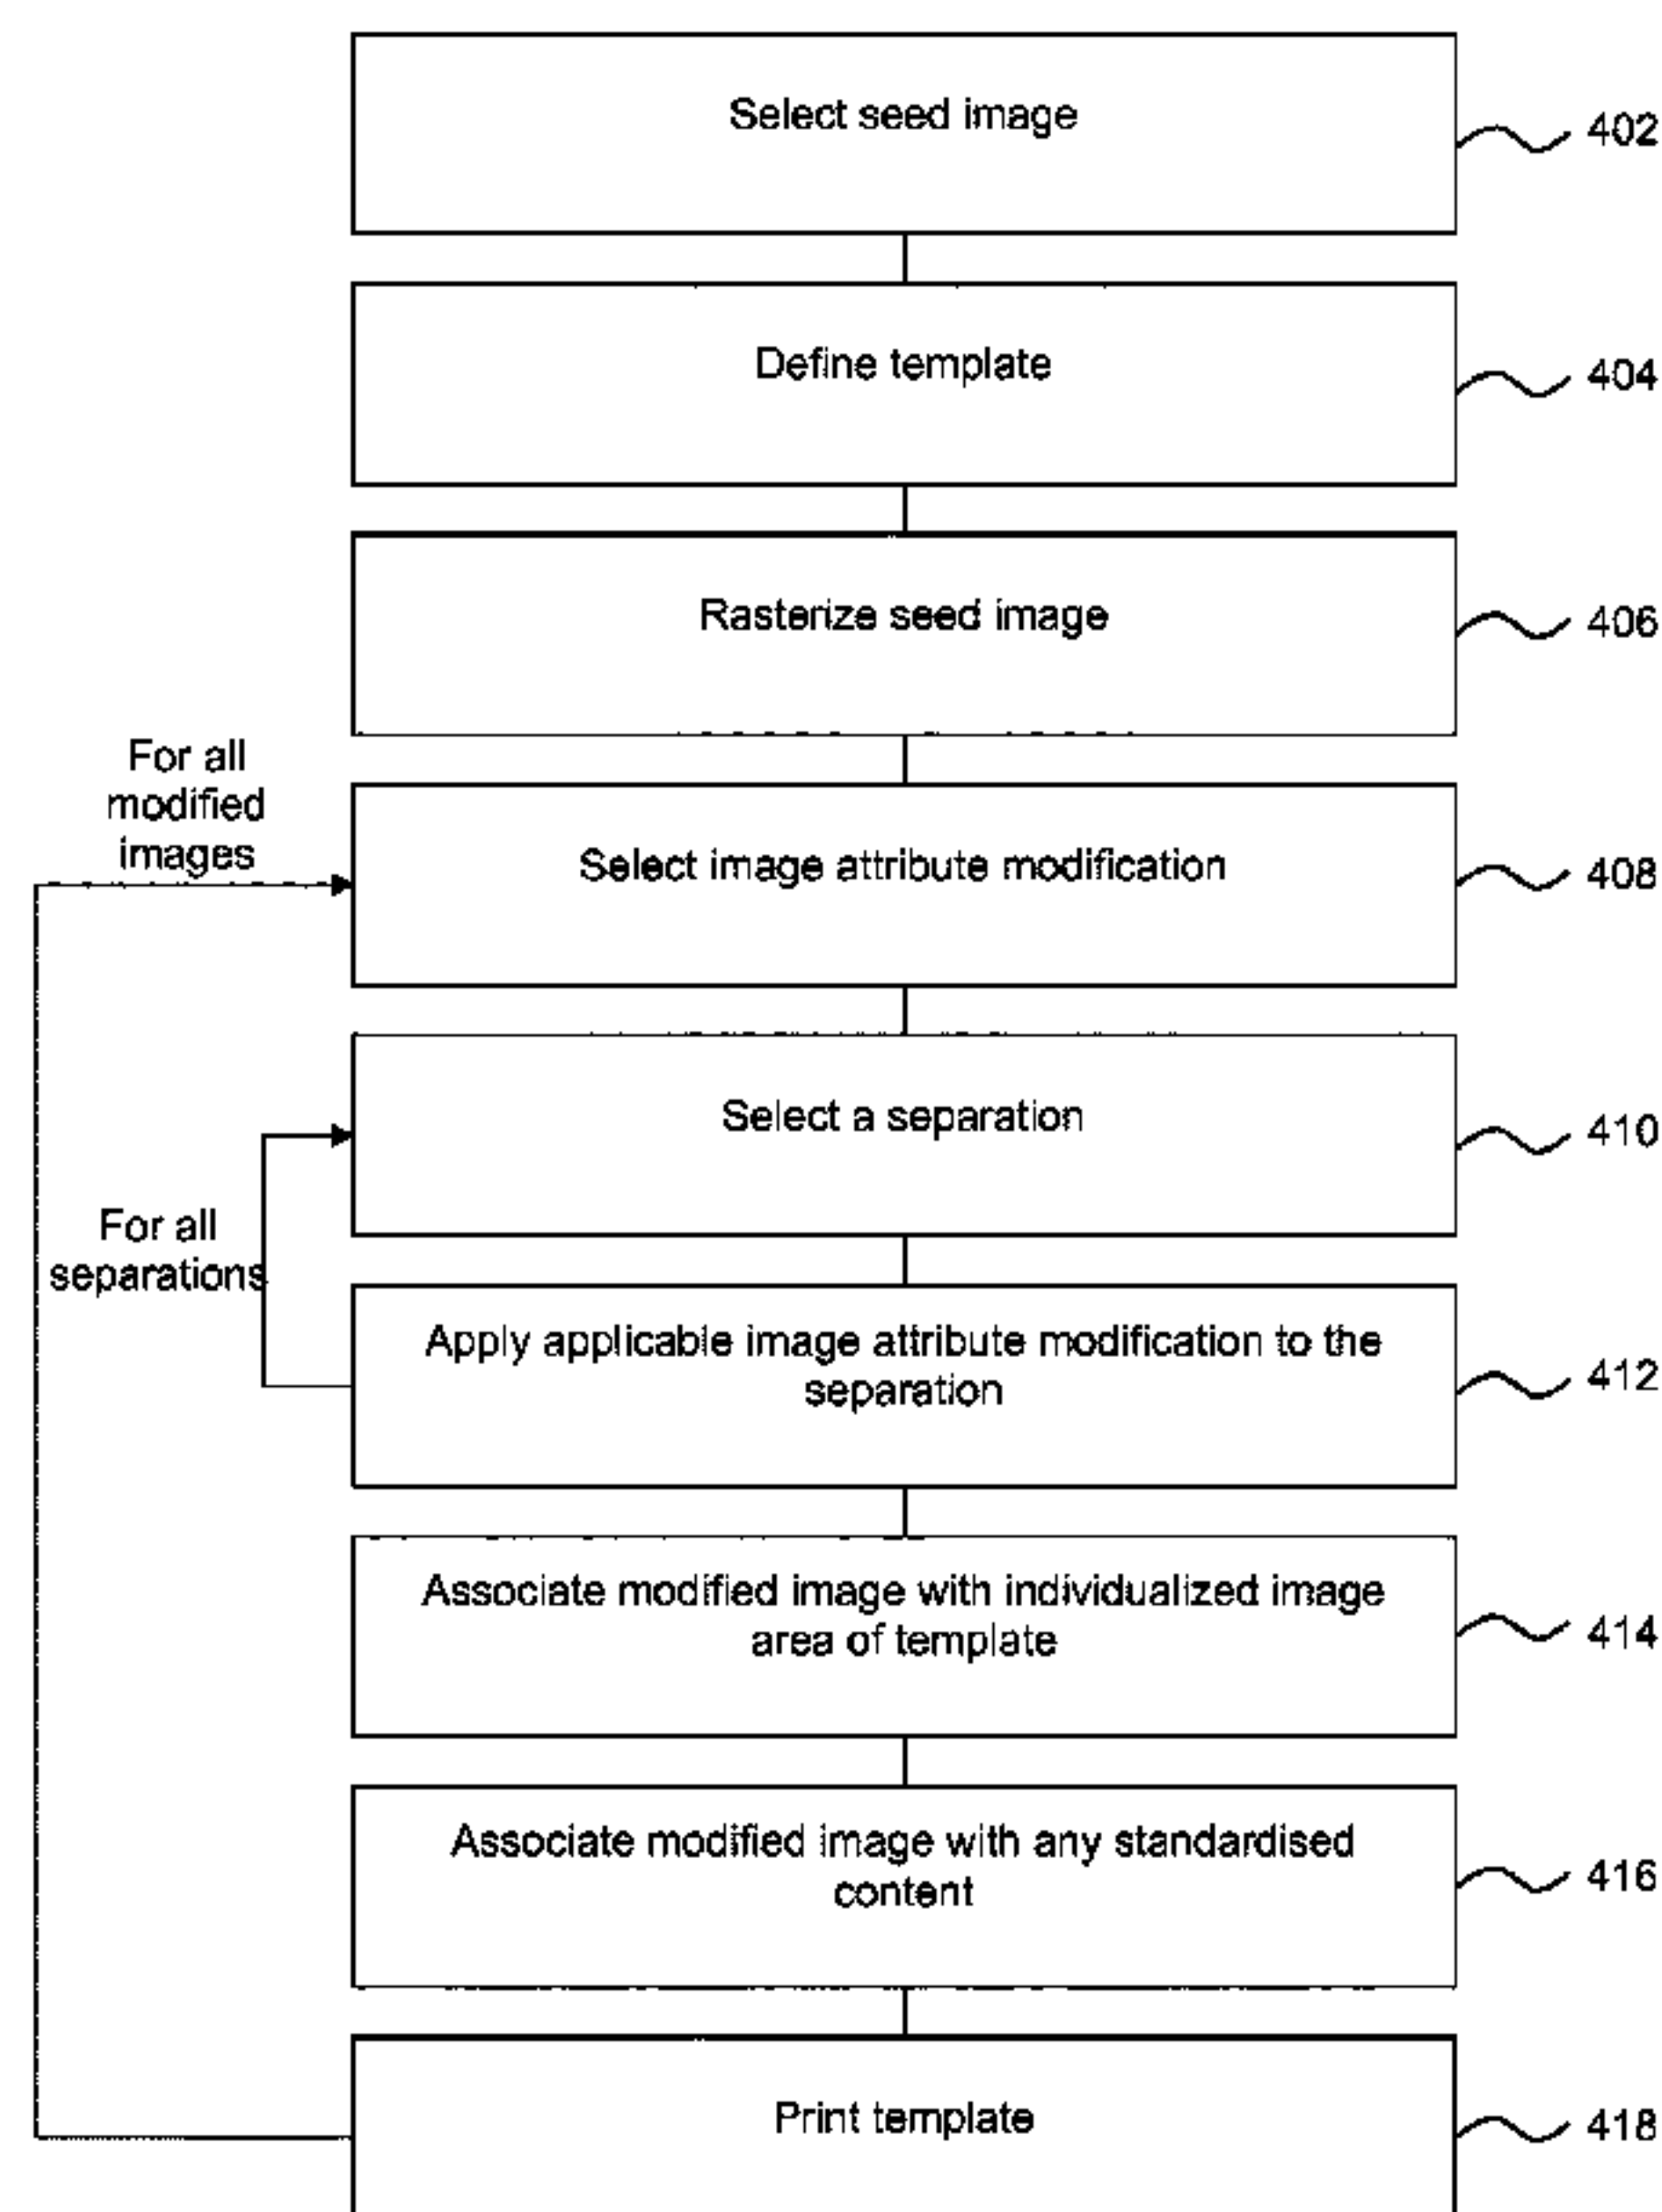 Select seed image
402
Define template
404
Rasterize seed image
406
For all
modified
images
Select image attribute modification
408
Select a separation
410
For all
separations
Apply applicable image attribute modification to the
separation
412
Associate modified image with individualized image
area of template
414
Associate modified image with any standardised
content
416
Print template
418